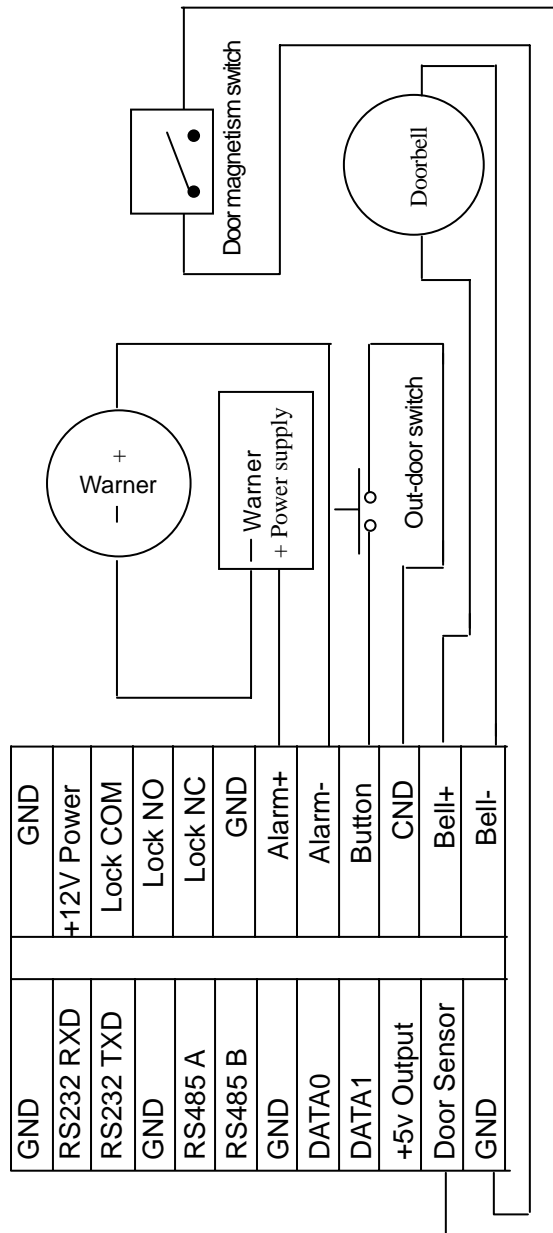 Door magnetism switch
Doorbell
+
Warner
—
— Warner
+ Power supply
Out-door switch
GND
+12V Power
Lock COM
Lock NO
Lock NC
GND
Alarm+
Alarm-
Button
CND
Bell+
Bell-
GND
RS232 RXD
RS232 TXD
GND
RS485 A
RS485 B
GND
DATA0
DATA1
+5v Output
Door Sensor
GND